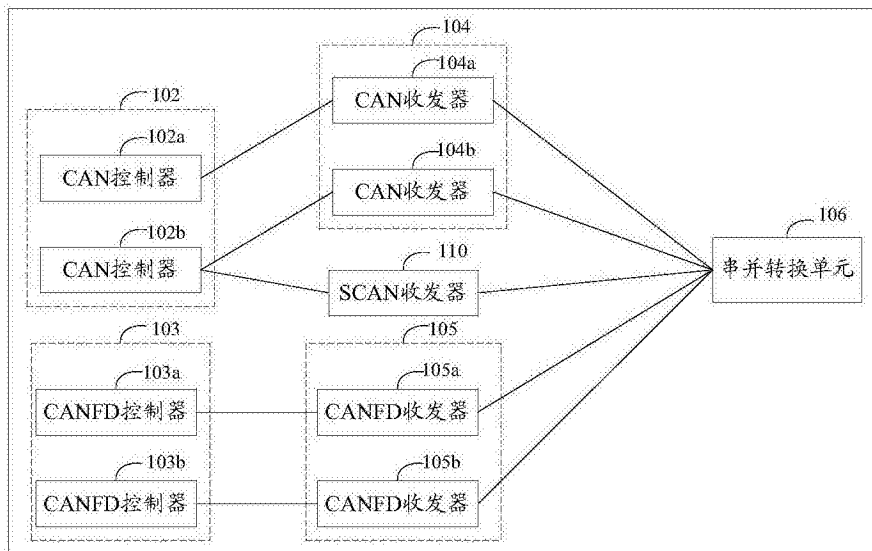 104
104a
CAN收发器
102
102a
CAN控制器
104b
CAN收发器
102b
CAN控制器
110
SCAN收发器
106
串并转换单元
103
103a
CANFD控制器
105
105a
CANFD收发器
103b
CANFD控制器
105b
CANFD收发器